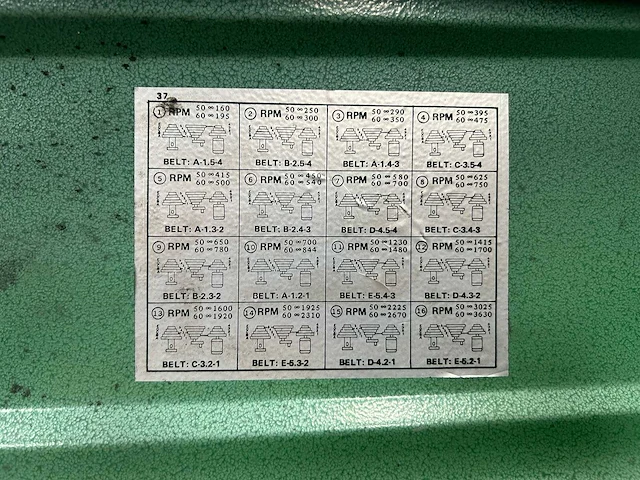 37
1 RPM 50∞160
60∞195
BELT: A-1.5-4
2 RPM 50∞250
60∞300
BELT: B-2.5-4
3 RPM 50∞290
60∞350
BELT: A-1.4-3
4 RPM 50∞395
60∞475
BELT: C-3.5-4
5 RPM 50∞415
60∞500
BELT: A-1.3-2
6 RPM 50∞450
60∞540
BELT: B-2.4-3
7 RPM 50∞580
60∞700
BELT: D-4.5-4
8 RPM 50∞625
60∞750
BELT: C-3.4-3
9 RPM 50∞650
60∞780
BELT: B-2.3-2
10 RPM 50∞700
60∞844
BELT: A-1.2-1
11 RPM 50∞1230
60∞1480
BELT: E-5.4-3
12 RPM 50∞1415
60∞1700
BELT: D-4.3-2
13 RPM 50∞1600
60∞1920
BELT: C-3.2-1
14 RPM 50∞1925
60∞2310
BELT: E-5.3-2
15 RPM 50∞2225
60∞2670
BELT: D-4.2-1
16 RPM 50∞3025
60∞3630
BELT: E-5.2-1